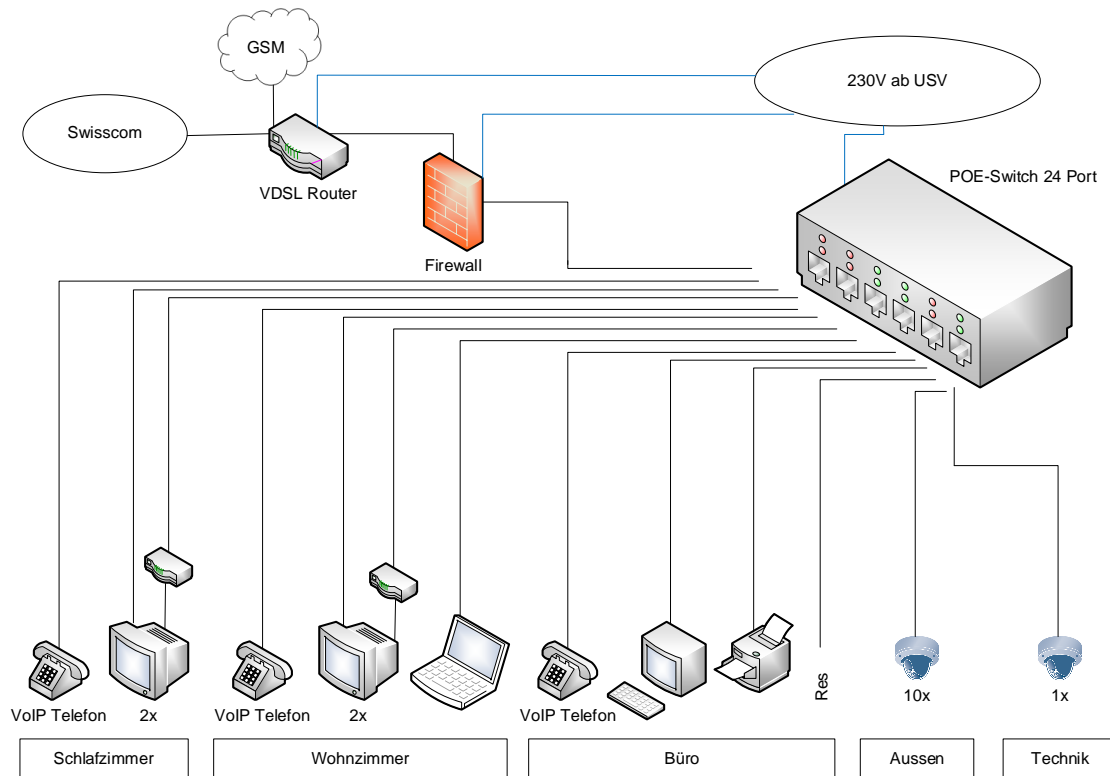 GSM
230V ab USV
Swisscom
VDSL Router
POE-Switch 24 Port
Firewall
Res
10x
1x
VoIP Telefon
2x
VoIP Telefon
2x
VoIP Telefon
Schlafzimmer
Wohnzimmer
Büro
Aussen
Technik